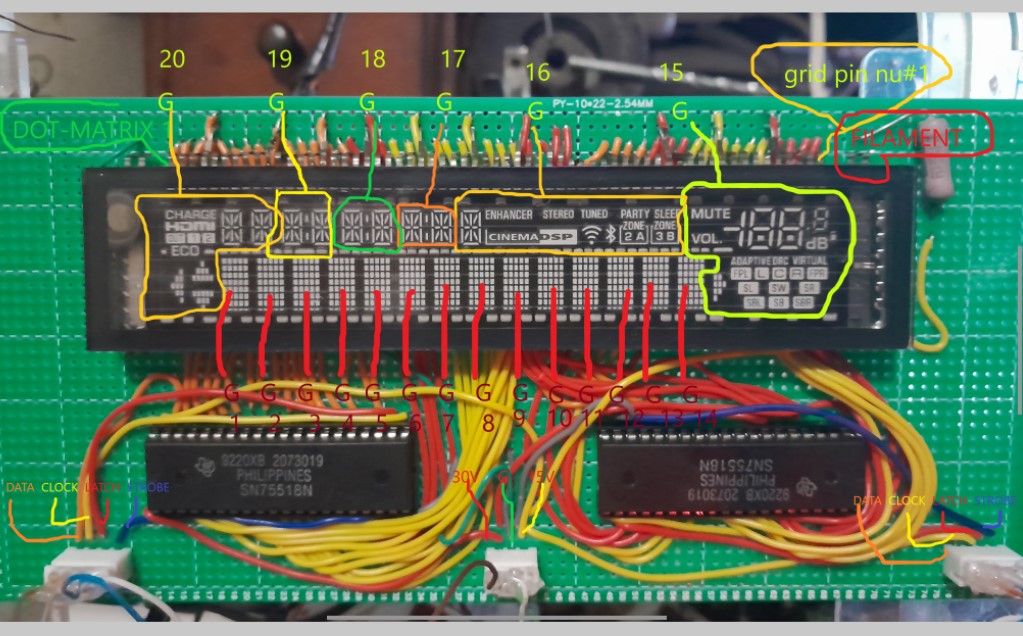 20 19 18 17 16 15
grid pin nu#1
G G G G G G
PY-10*22-2.54MM
DOT-MATRIX 1
FILAMENT
CHARGE
HDMI
1 2
ECO
ENHANCER STEREO TUNED PARTY SLEEP
ZONE ZONE
CINEMA DSP 2 A 3 B
MUTE
VOL.
dB
ADAPTIVE DRC VIRTUAL
FPL L C R FPR
SL SW SR
SBL SB SBR
G G G G G G G G G G G G G G
1 2 3 4 5 6 7 8 9 10 11 12 13 14
9220XB 2073019
PHILIPPINES
SN75518N
SN75518N
PHILIPPINES
9220XB 2073019
30V G 5V
DATA CLOCK LATCH STROBE
DATA CLOCK LATCH STROBE